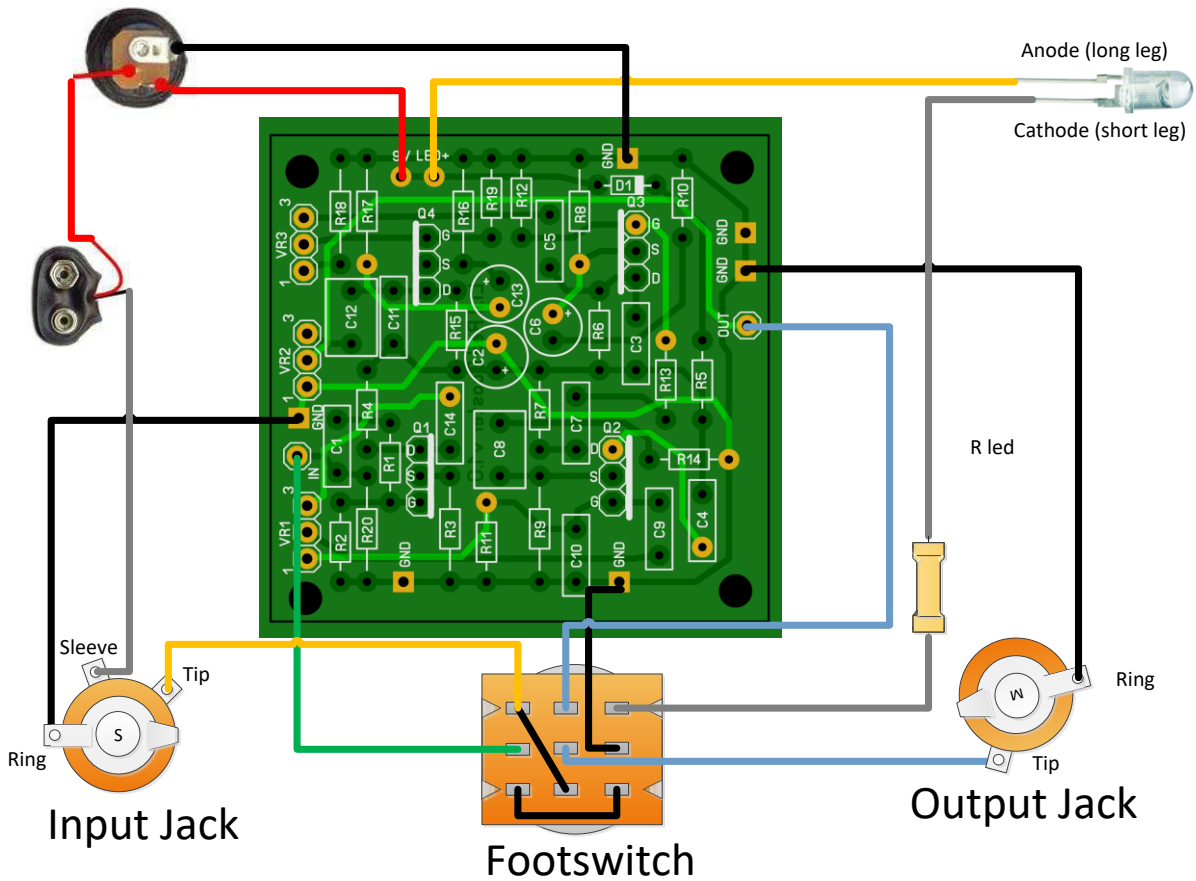 Anode (long leg)
Cathode (short leg)
9V LED+
GND
D1
R10
R18
R17
R16
R19
R12
R8
Q3
G
S
D
3
VR3
1
Q4
G
S
D
C5
GND
GND
C12
C11
C13
+
C6
+
R15
R6
C3
OUT
3
VR2
1
C2
+
R13
R5
R4
R7
GND
C1
Q1
C14
C8
C7
Q2
R led
IN
R1
D
S
G
D
S
G
R14
3
VR1
1
R2
R20
R3
R11
R9
C10
C9
C4
GND
GND
Sleeve
Tip
Ring
S
Input Jack
Footswitch
M
Ring
Tip
Output Jack